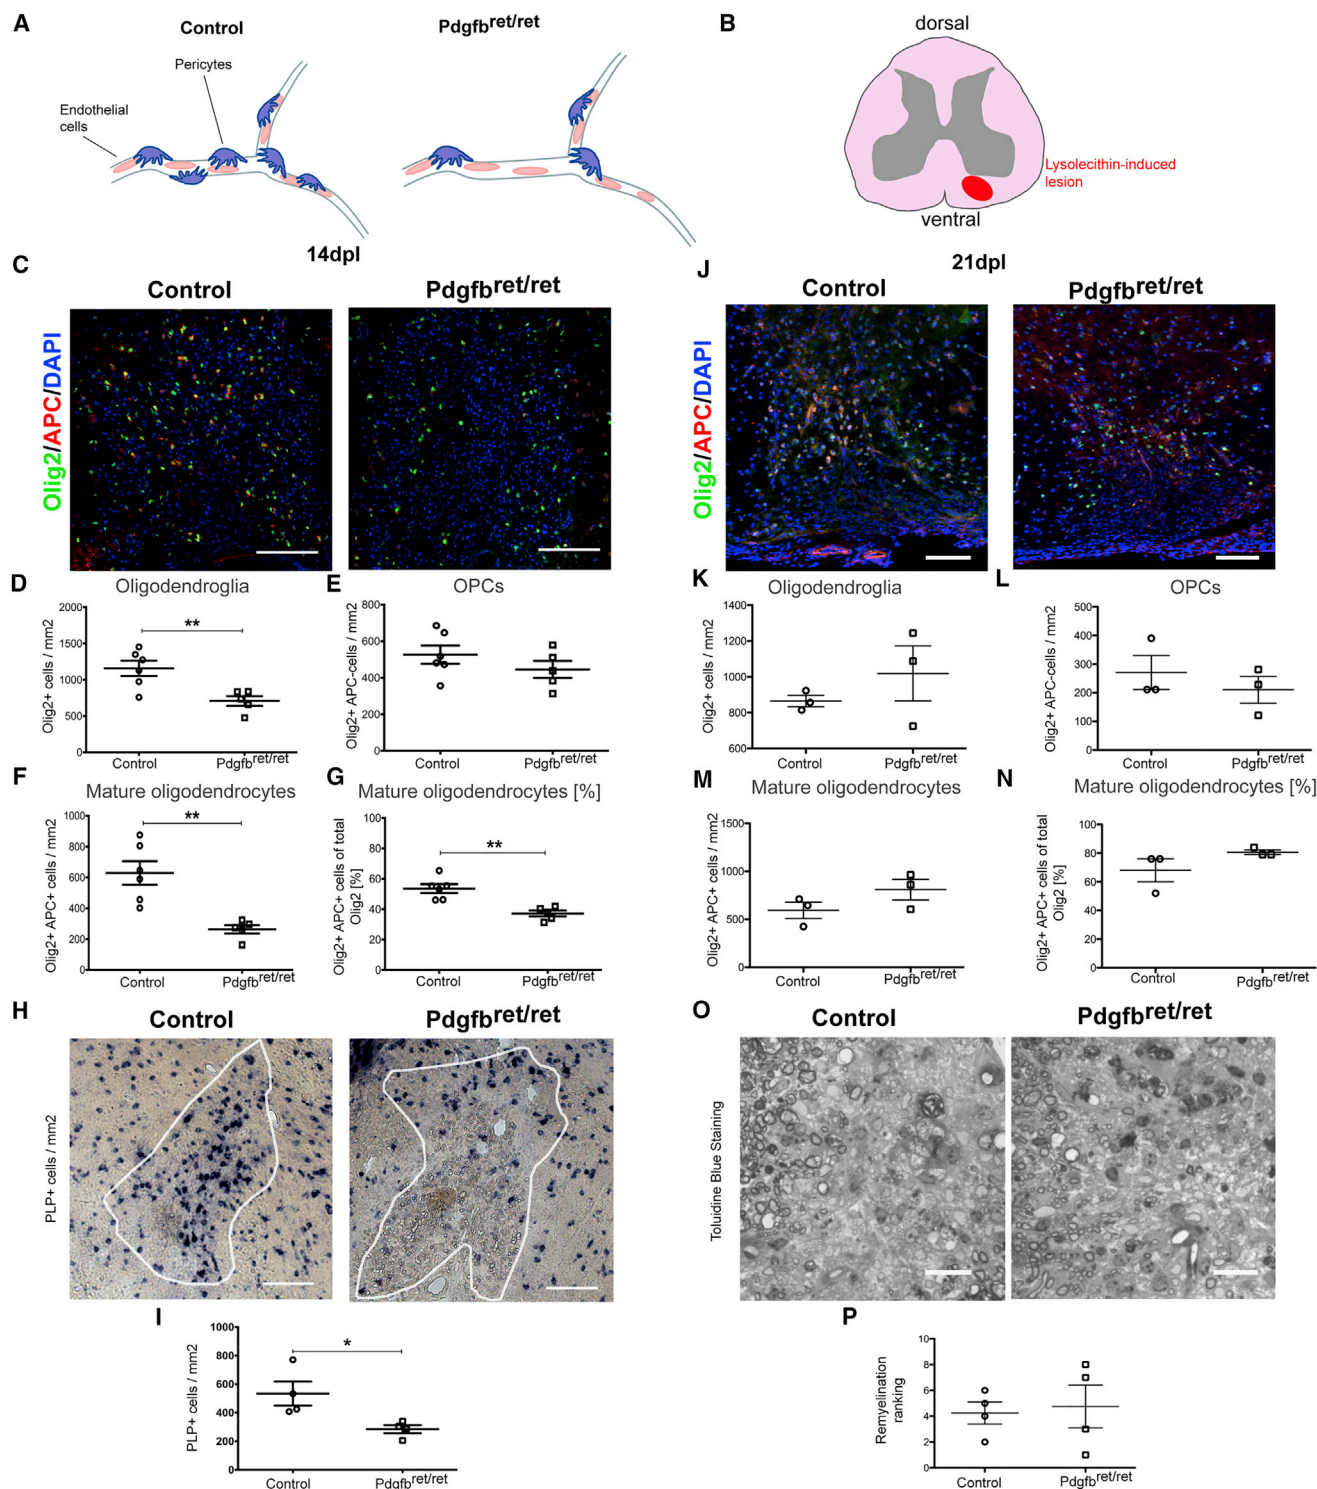 A
Control
Pdgfbret/ret
Pericytes
Endothelial
cells
B
dorsal
Lysolecithin-induced
lesion
ventral
14dpl
C
Control
Pdgfbret/ret
Olig2/APC/DAPI
D
Oligodendroglia
Olig2+ cells / mm2
2000
1500
1000
500
0
**
Control
Pdgfbret/ret
E
OPCs
Olig2+ APC-cells / mm2
800
600
400
200
0
Control
Pdgfbret/ret
F
Mature oligodendrocytes
Olig2+ APC+ cells / mm2
1000
800
600
400
200
0
**
Control
Pdgfbret/ret
G
Mature oligodendrocytes [%]
Olig2+ APC+ cells of total
Olig2 [%]
100
80
60
40
20
0
**
Control
Pdgfbret/ret
H
Control
Pdgfbret/ret
PLP+ cells / mm2
I
PLP+ cells / mm2
1000
800
600
400
200
0
*
Control
Pdgfbret/ret
21dpl
J
Control
Pdgfbret/ret
Olig2/APC/DAPI
K
Oligodendroglia
Olig2+ cells / mm2
1400
1200
1000
800
600
Control
Pdgfbret/ret
L
OPCs
Olig2+ APC-cells / mm2
500
400
300
200
100
0
Control
Pdgfbret/ret
M
Mature oligodendrocytes
Olig2+ APC+ cells / mm2
1500
1000
500
0
Control
Pdgfbret/ret
N
Mature oligodendrocytes [%]
Olig2+ APC+ cells of total
Olig2 [%]
100
80
60
40
20
0
Control
Pdgfbret/ret
O
Control
Pdgfbret/ret
Toluidine Blue Staining
P
Remyelination
ranking
10
8
6
4
2
0
Control
Pdgfbret/ret